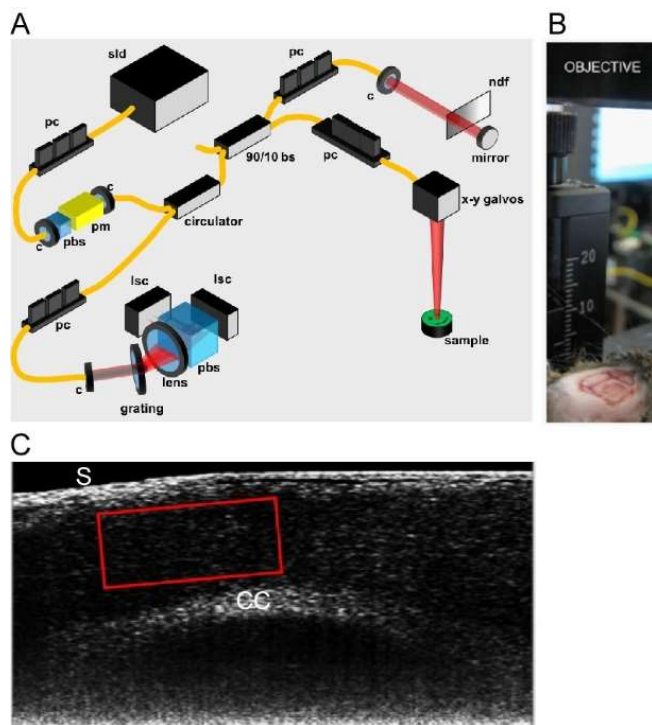 A
B
sld
pc
pc
ndf
c
mirror
90/10 bs
pc
x-y galvos
c
pm
pbs
c
circulator
lsc
lsc
pc
sample
pbs
lens
c
grating
OBJECTIVE
20
10
C
S
CC